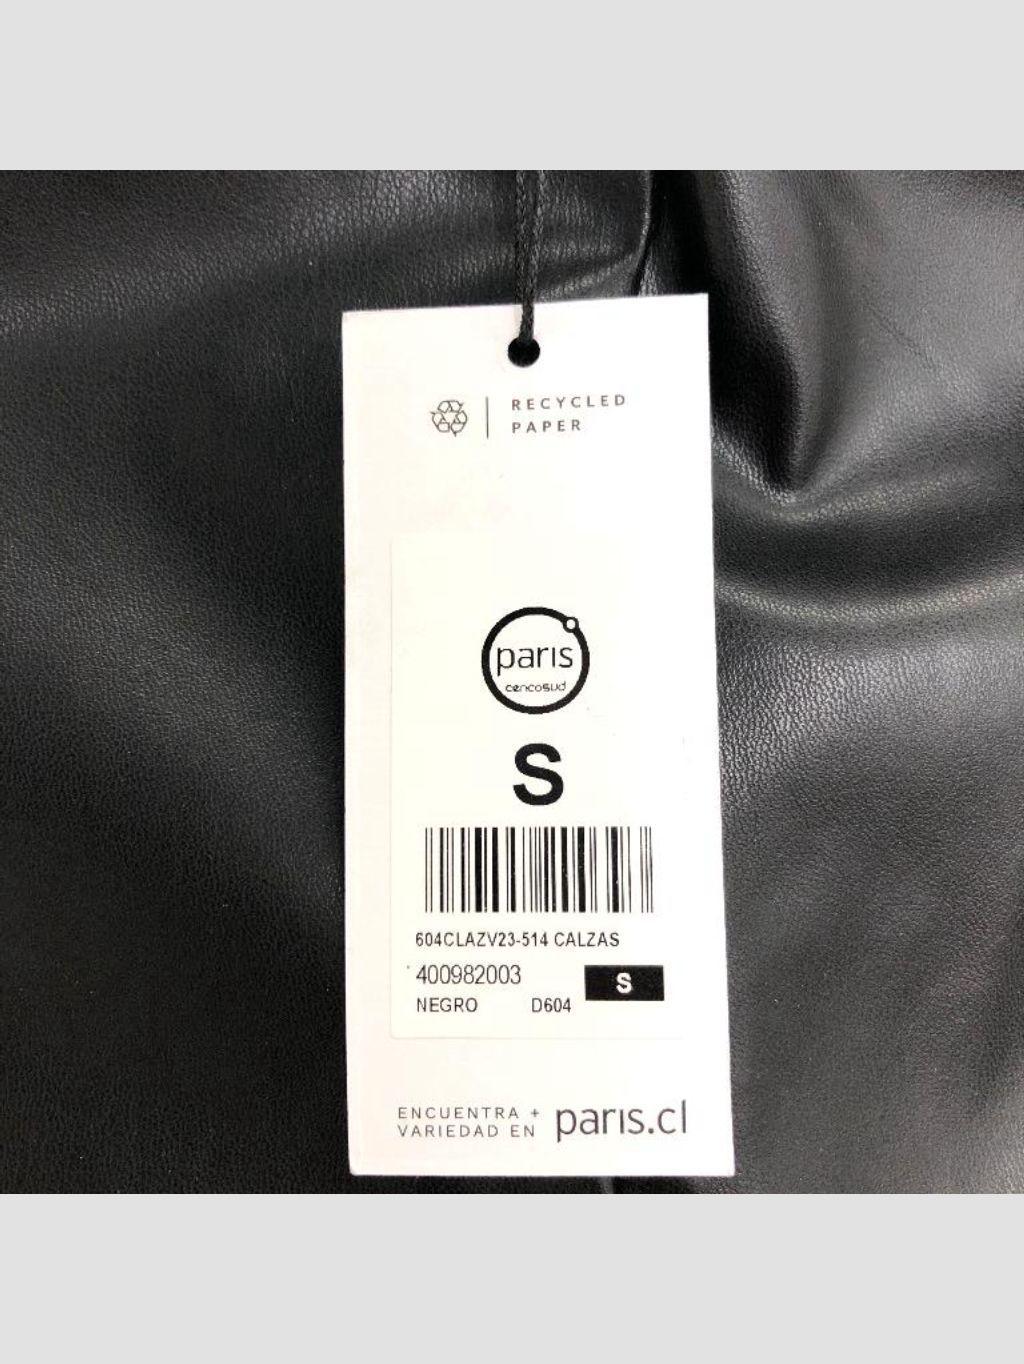 RECYCLED
PAPER
paris
cencosud
S
604CLAZV23-514 CALZAS
400982003
S
NEGRO D604
ENCUENTRA +
VARIEDAD EN
paris.cl